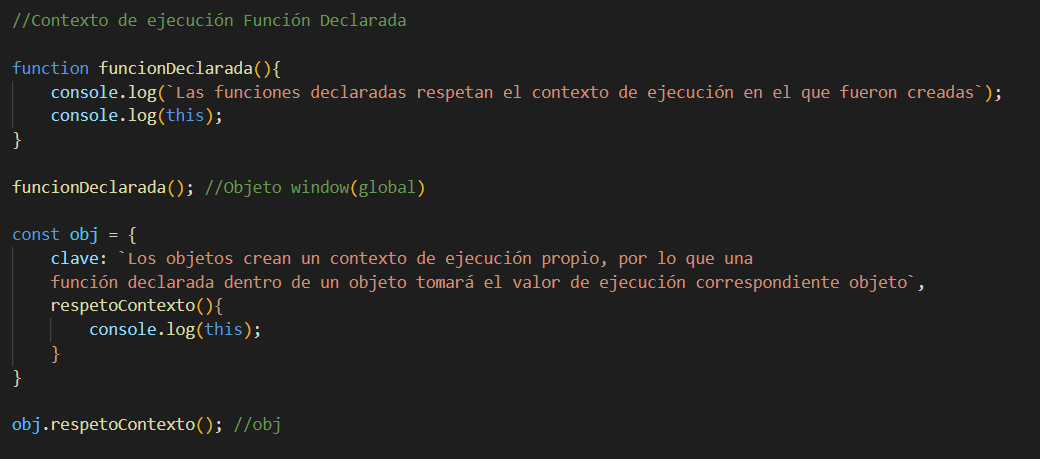 //Contexto de ejecución Función Declarada
function funcionDeclarada(){
console.log(`Las funciones declaradas respetan el contexto de ejecución en el que fueron creadas`);
console.log(this);
}
funcionDeclarada(); //Objeto window(global)
const obj = {
clave: `Los objetos crean un contexto de ejecución propio, por lo que una
función declarada dentro de un objeto tomará el valor de ejecución correspondiente objeto`,
respetoContexto(){
console.log(this);
}
}
obj.respetoContexto(); //obj